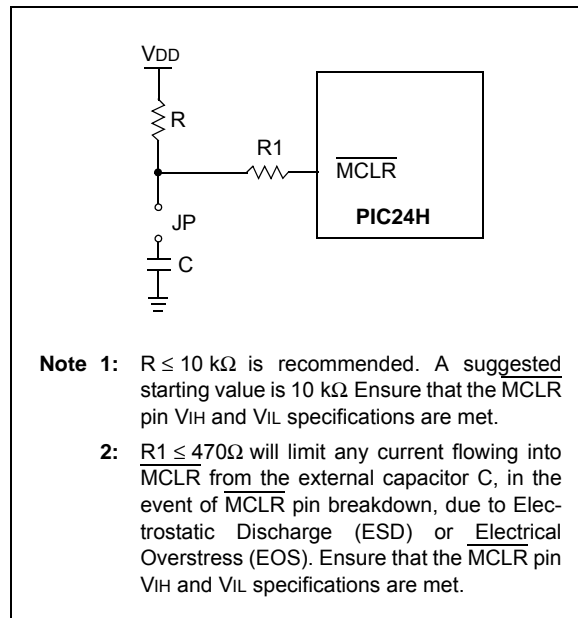 VDD
R
R1
MCLR
JP
PIC24H
C
Note 1: R ≤ 10 kΩ is recommended. A suggested
starting value is 10 kΩ Ensure that the MCLR
pin VIH and VIL specifications are met.
2: R1 ≤ 470Ω will limit any current flowing into
MCLR from the external capacitor C, in the
event of MCLR pin breakdown, due to Elec-
trostatic Discharge (ESD) or Electrical
Overstress (EOS). Ensure that the MCLR pin
VIH and VIL specifications are met.